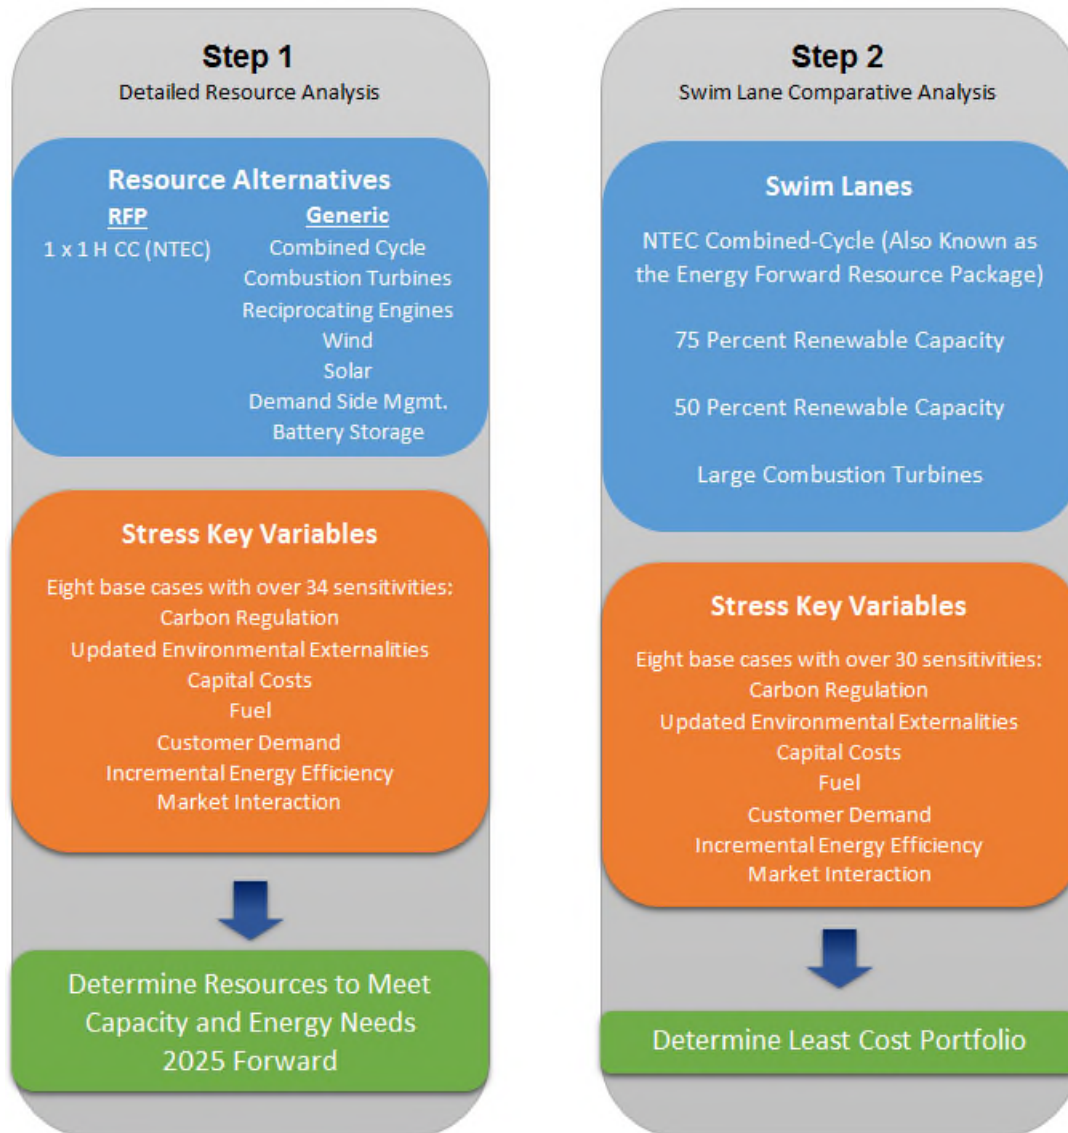 Step 1
Detailed Resource Analysis
Resource Alternatives
RFP
1 x 1 H CC (NTEC)
Generic
Combined Cycle
Combustion Turbines
Reciprocating Engines
Wind
Solar
Demand Side Mgmt.
Battery Storage
Stress Key Variables
Eight base cases with over 34 sensitivities:
Carbon Regulation
Updated Environmental Externalities
Capital Costs
Fuel
Customer Demand
Incremental Energy Efficiency
Market Interaction
Determine Resources to Meet
Capacity and Energy Needs
2025 Forward
Step 2
Swim Lane Comparative Analysis
Swim Lanes
NTEC Combined-Cycle (Also Known as
the Energy Forward Resource Package)
75 Percent Renewable Capacity
50 Percent Renewable Capacity
Large Combustion Turbines
Stress Key Variables
Eight base cases with over 30 sensitivities:
Carbon Regulation
Updated Environmental Externalities
Capital Costs
Fuel
Customer Demand
Incremental Energy Efficiency
Market Interaction
Determine Least Cost Portfolio